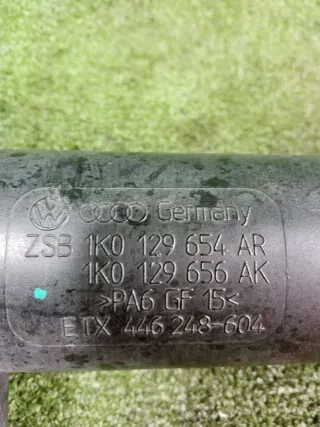 Germany
ZSB 1K0 129 654 AR
1K0 129 656 AK
>PA6 GF 15<
ETX 446 248-604